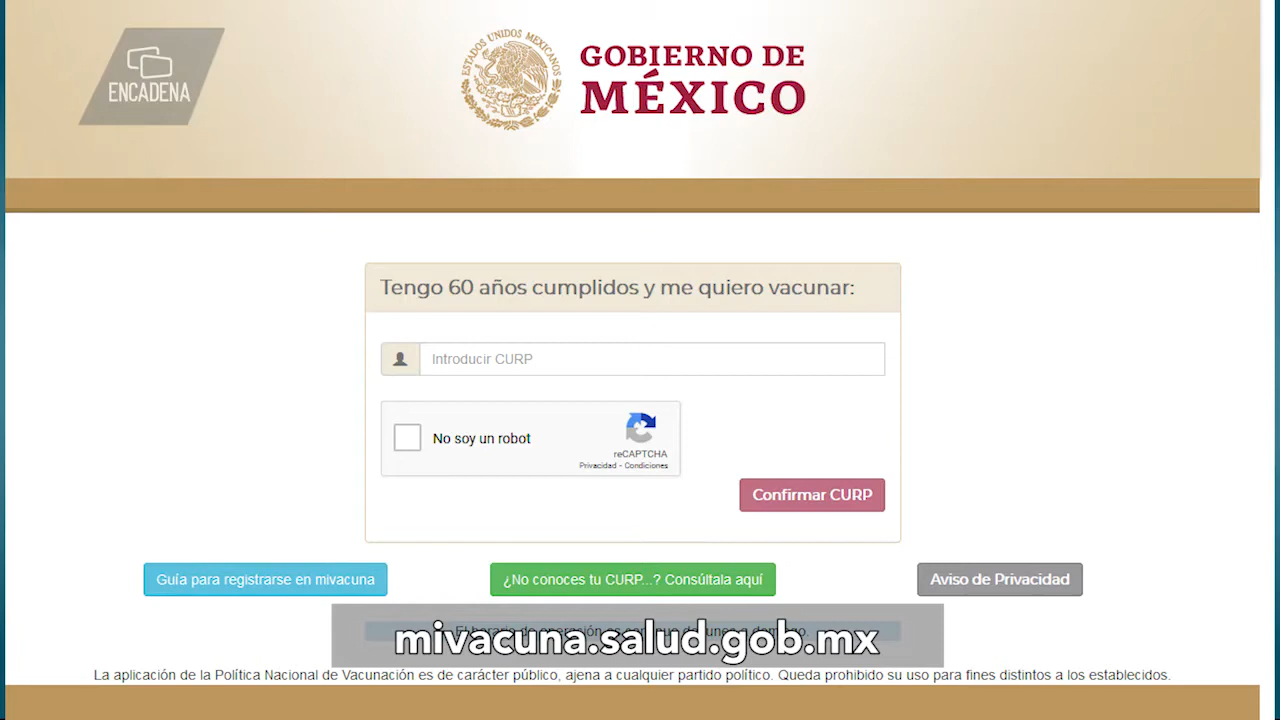 ENCADENA
ESTADOS UNIDOS MEXICANOS
GOBIERNO DE
MÉXICO
Tengo 60 años cumplidos y me quiero vacunar:
Introducir CURP
No soy un robot
reCAPTCHA
Privacidad - Condiciones
Confirmar CURP
Guía para registrarse en mivacuna
¿No conoces tu CURP...? Consúltala aquí
Aviso de Privacidad
mivacuna.salud.gob.mx
La aplicación de la Política Nacional de Vacunación es de carácter público, ajena a cualquier partido político. Queda prohibido su uso para fines distintos a los establecidos.